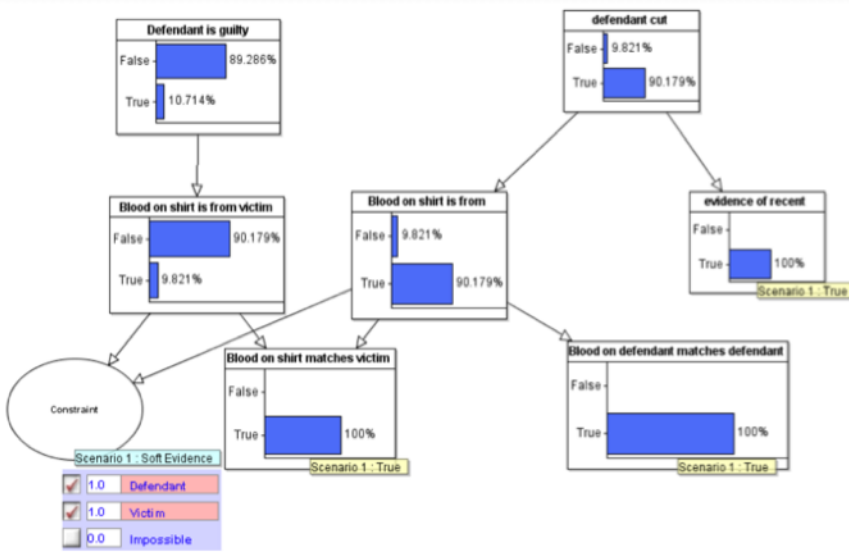 Defendant is guilty
False 89.286%
True 10.714%
defendant cut
False 9.821%
True 90.179%
Blood on shirt is from victim
False 90.179%
True 9.821%
Blood on shirt is from
False 9.821%
True 90.179%
evidence of recent
False
True 100%
Scenario 1 : True
Constraint
Scenario 1 : Soft Evidence
1.0 Defendant
1.0 Victim
0.0 Impossible
Blood on shirt matches victim
False
True 100%
Scenario 1 : True
Blood on defendant matches defendant
False
True 100%
Scenario 1 : True